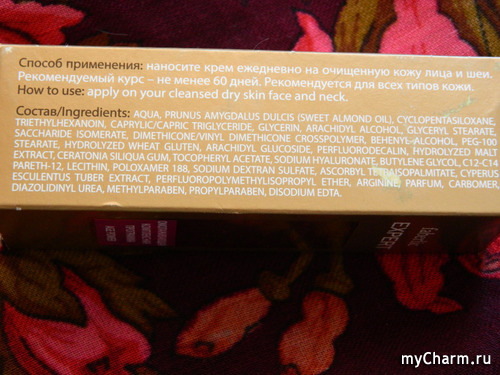 Способ применения: наносите крем ежедневно на очищенную кожу лица и шеи.
Рекомендуемый курс – не менее 60 дней. Рекомендуется для всех типов кожи.
How to use: apply on your cleansed dry skin face and neck.
Состав/Ingredients: AQUA, PRUNUS AMYGDALUS DULCIS (SWEET ALMOND OIL), CYCLOPENTASILOXANE,
TRIETHYLHEXANOIN, CAPRYLIC/CAPRIC TRIGLYCERIDE, GLYCERIN, ARACHIDYL ALCOHOL, GLYCERYL STEARATE,
SACCHARIDE ISOMERATE, DIMETHICONE/VINYL DIMETHICONE CROSSPOLYMER, BEHENYL-ALCOHOL, PEG-100
STEARATE, HYDROLYZED WHEAT GLUTEN, ARACHIDYL GLUCOSIDE, PERFLUORODECALIN, HYDROLYZED MALT
EXTRACT, CERATONIA SILIQUA GUM, TOCOPHERYL ACETATE, SODIUM HYALURONATE, BUTYLENE GLYCOL, C12-C14
PARETH-12, LECITHIN, POLOXAMER 188, SODIUM DEXTRAN SULFATE, ASCORBYL TETRAISOPALMITATE, CYPERUS
ESCULENTUS TUBER EXTRACT, PERFLUOROPOLYMETHYLISOPROPYL ETHER, ARGININE, PARFUM, CARBOMER,
DIAZOLIDINYL UREA, METHYLPARABEN, PROPYLPARABEN, DISODIUM EDTA.
EXPERT
myCharm.ru